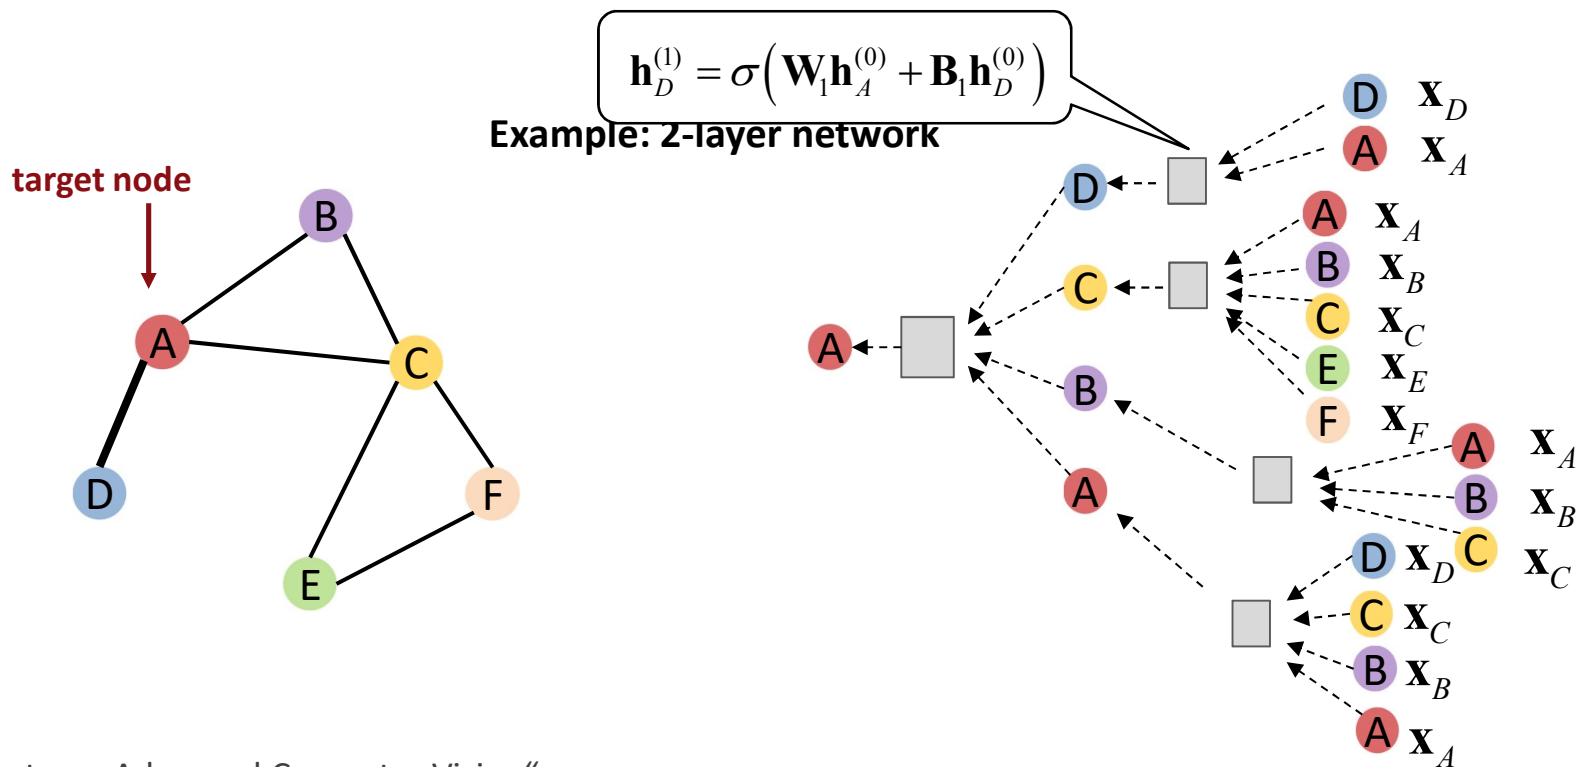 h_D^(1) = σ(W_1 h_A^(0) + B_1 h_D^(0))
Example: 2-layer network
target node
B
A
C
D
F
E
D x_D
A x_A
D
A x_A
B x_B
C
C x_C
E x_E
F x_F
A
B
A
A x_A
B x_B
C x_C
D x_D
C x_C
B x_B
A x_A